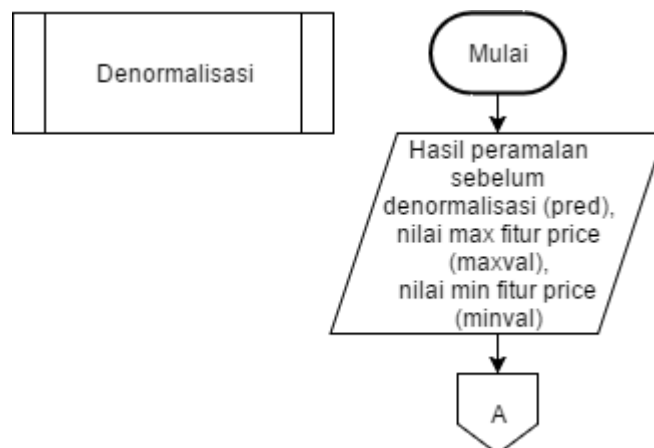 Denormalisasi
Mulai
Hasil peramalan
sebelum
denormalisasi (pred),
nilai max fitur price
(maxval),
nilai min fitur price
(minval)
A